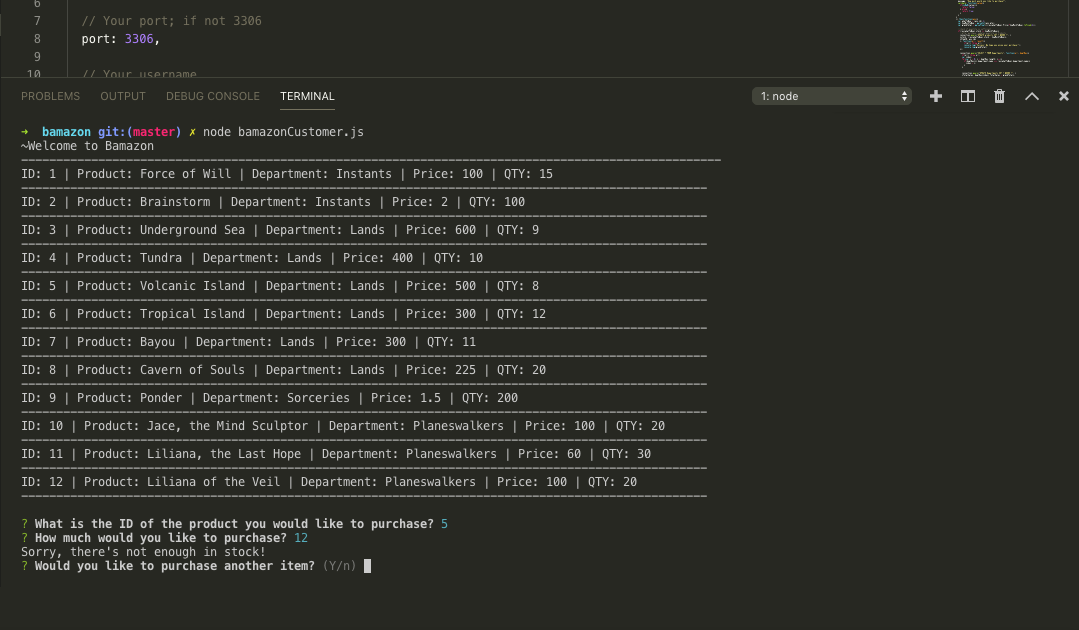 6
7 // Your port; if not 3306
8 port: 3306,
9
10 // Your username
PROBLEMS OUTPUT DEBUG CONSOLE TERMINAL 1: node
➜ bamazon git:(master) ✗ node bamazonCustomer.js
~Welcome to Bamazon
ID: 1 | Product: Force of Will | Department: Instants | Price: 100 | QTY: 15
ID: 2 | Product: Brainstorm | Department: Instants | Price: 2 | QTY: 100
ID: 3 | Product: Underground Sea | Department: Lands | Price: 600 | QTY: 9
ID: 4 | Product: Tundra | Department: Lands | Price: 400 | QTY: 10
ID: 5 | Product: Volcanic Island | Department: Lands | Price: 500 | QTY: 8
ID: 6 | Product: Tropical Island | Department: Lands | Price: 300 | QTY: 12
ID: 7 | Product: Bayou | Department: Lands | Price: 300 | QTY: 11
ID: 8 | Product: Cavern of Souls | Department: Lands | Price: 225 | QTY: 20
ID: 9 | Product: Ponder | Department: Sorceries | Price: 1.5 | QTY: 200
ID: 10 | Product: Jace, the Mind Sculptor | Department: Planeswalkers | Price: 100 | QTY: 20
ID: 11 | Product: Liliana, the Last Hope | Department: Planeswalkers | Price: 60 | QTY: 30
ID: 12 | Product: Liliana of the Veil | Department: Planeswalkers | Price: 100 | QTY: 20
? What is the ID of the product you would like to purchase? 5
? How much would you like to purchase? 12
Sorry, there's not enough in stock!
? Would you like to purchase another item? (Y/n)